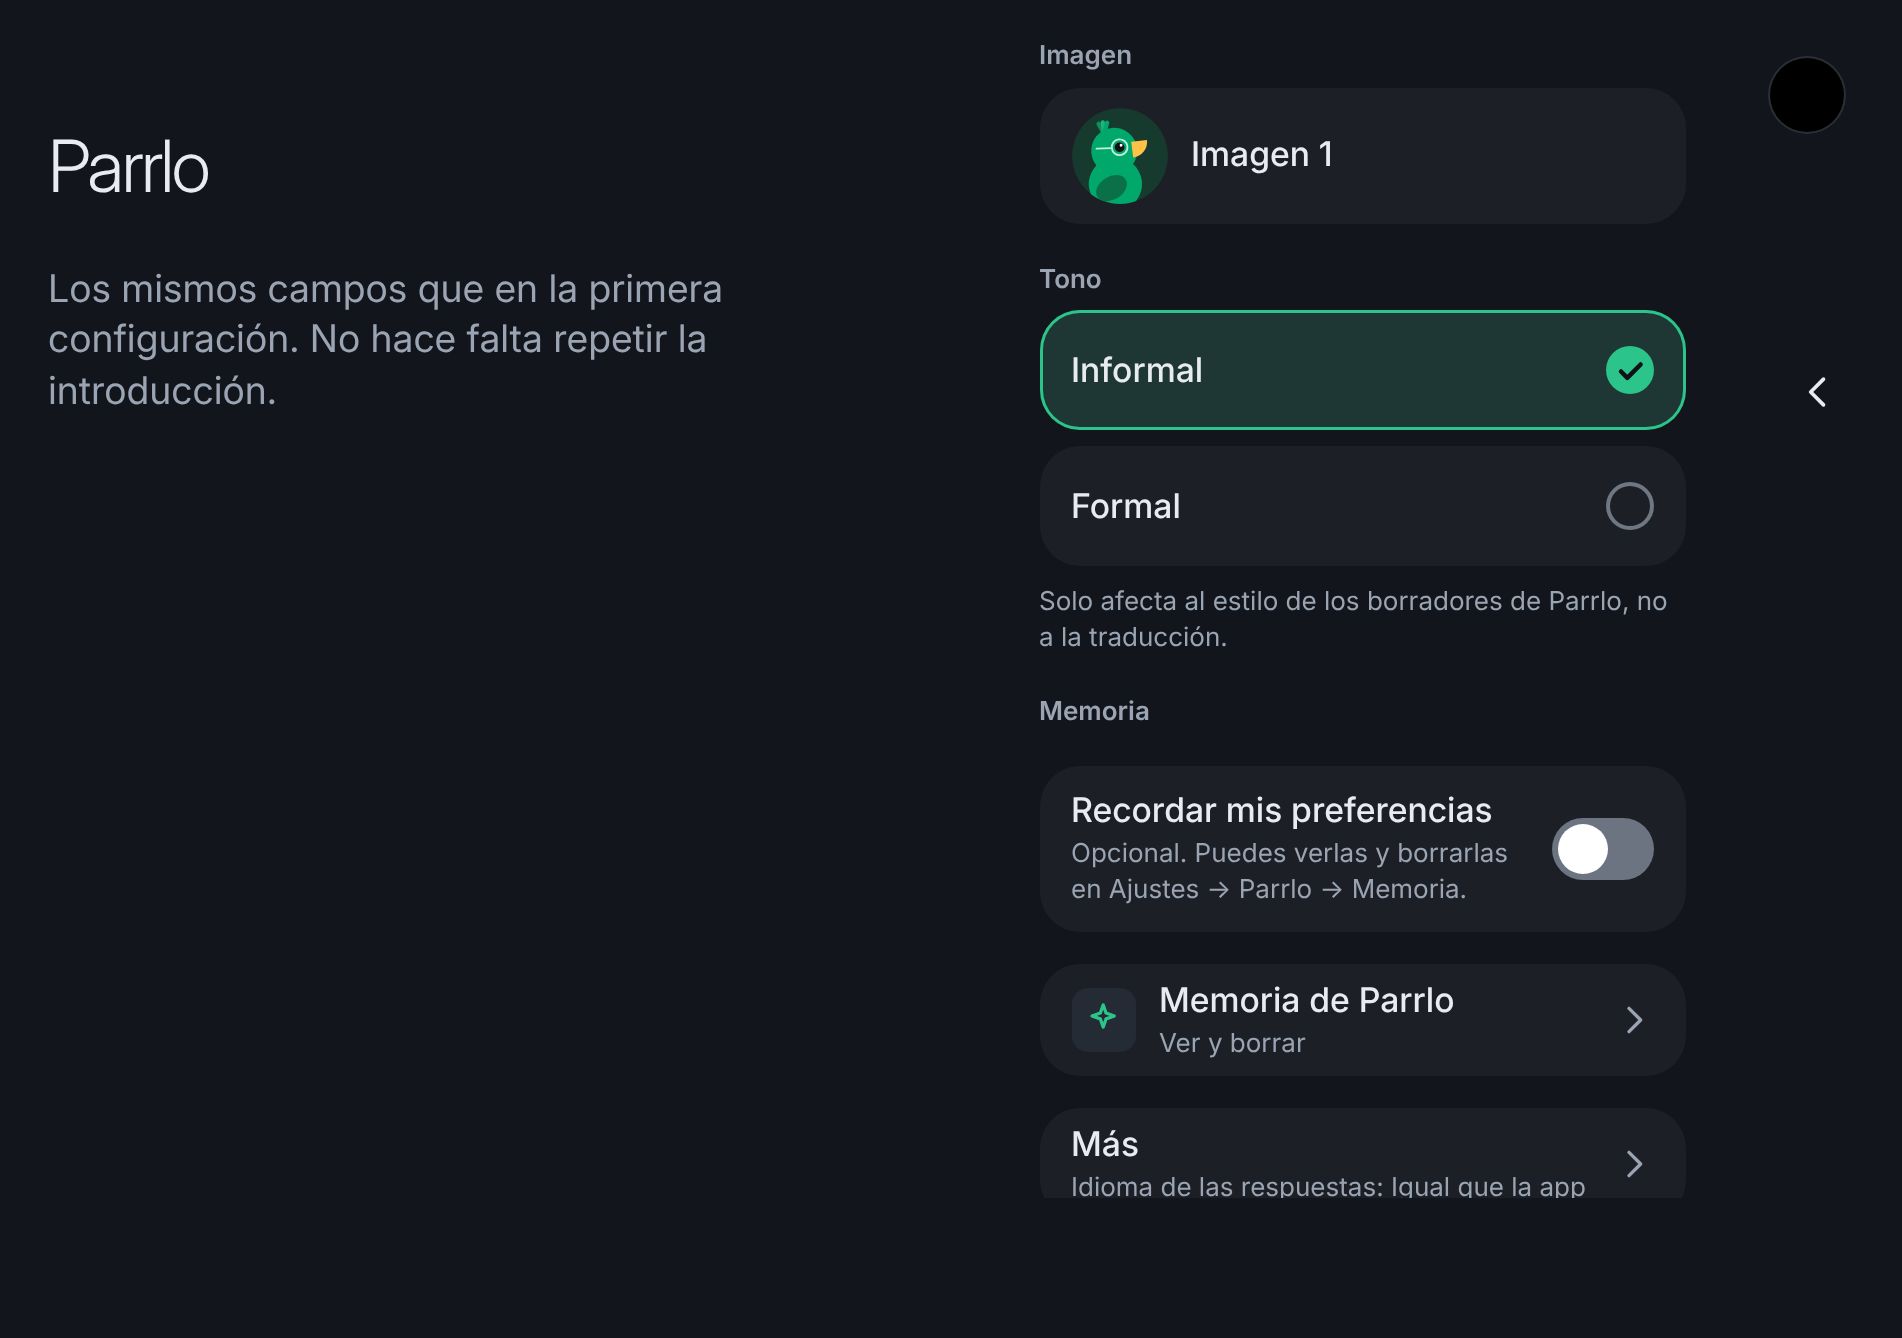 Parrlo
Los mismos campos que en la primera
configuración. No hace falta repetir la
introducción.
Imagen
Imagen 1
Tono
Informal
Formal
Solo afecta al estilo de los borradores de Parrlo, no
a la traducción.
Memoria
Recordar mis preferencias
Opcional. Puedes verlas y borrarlas
en Ajustes → Parrlo → Memoria.
Memoria de Parrlo
Ver y borrar
Más
Idioma de las respuestas: Igual que la app